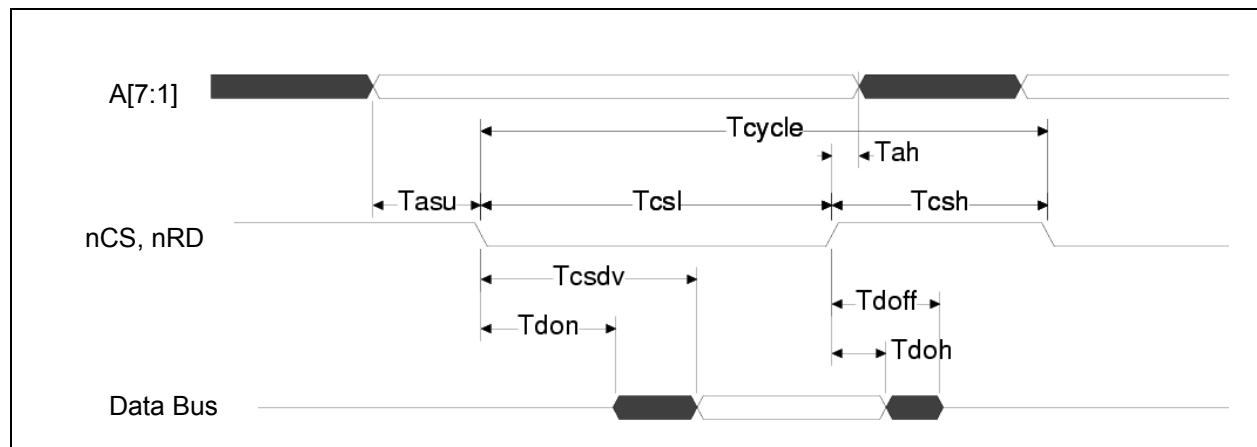 A[7:1]
Tcycle
Tah
Tasu
Tcsl
Tcsh
nCS, nRD
Tcsdv
Tdoff
Tdon
Tdoh
Data Bus